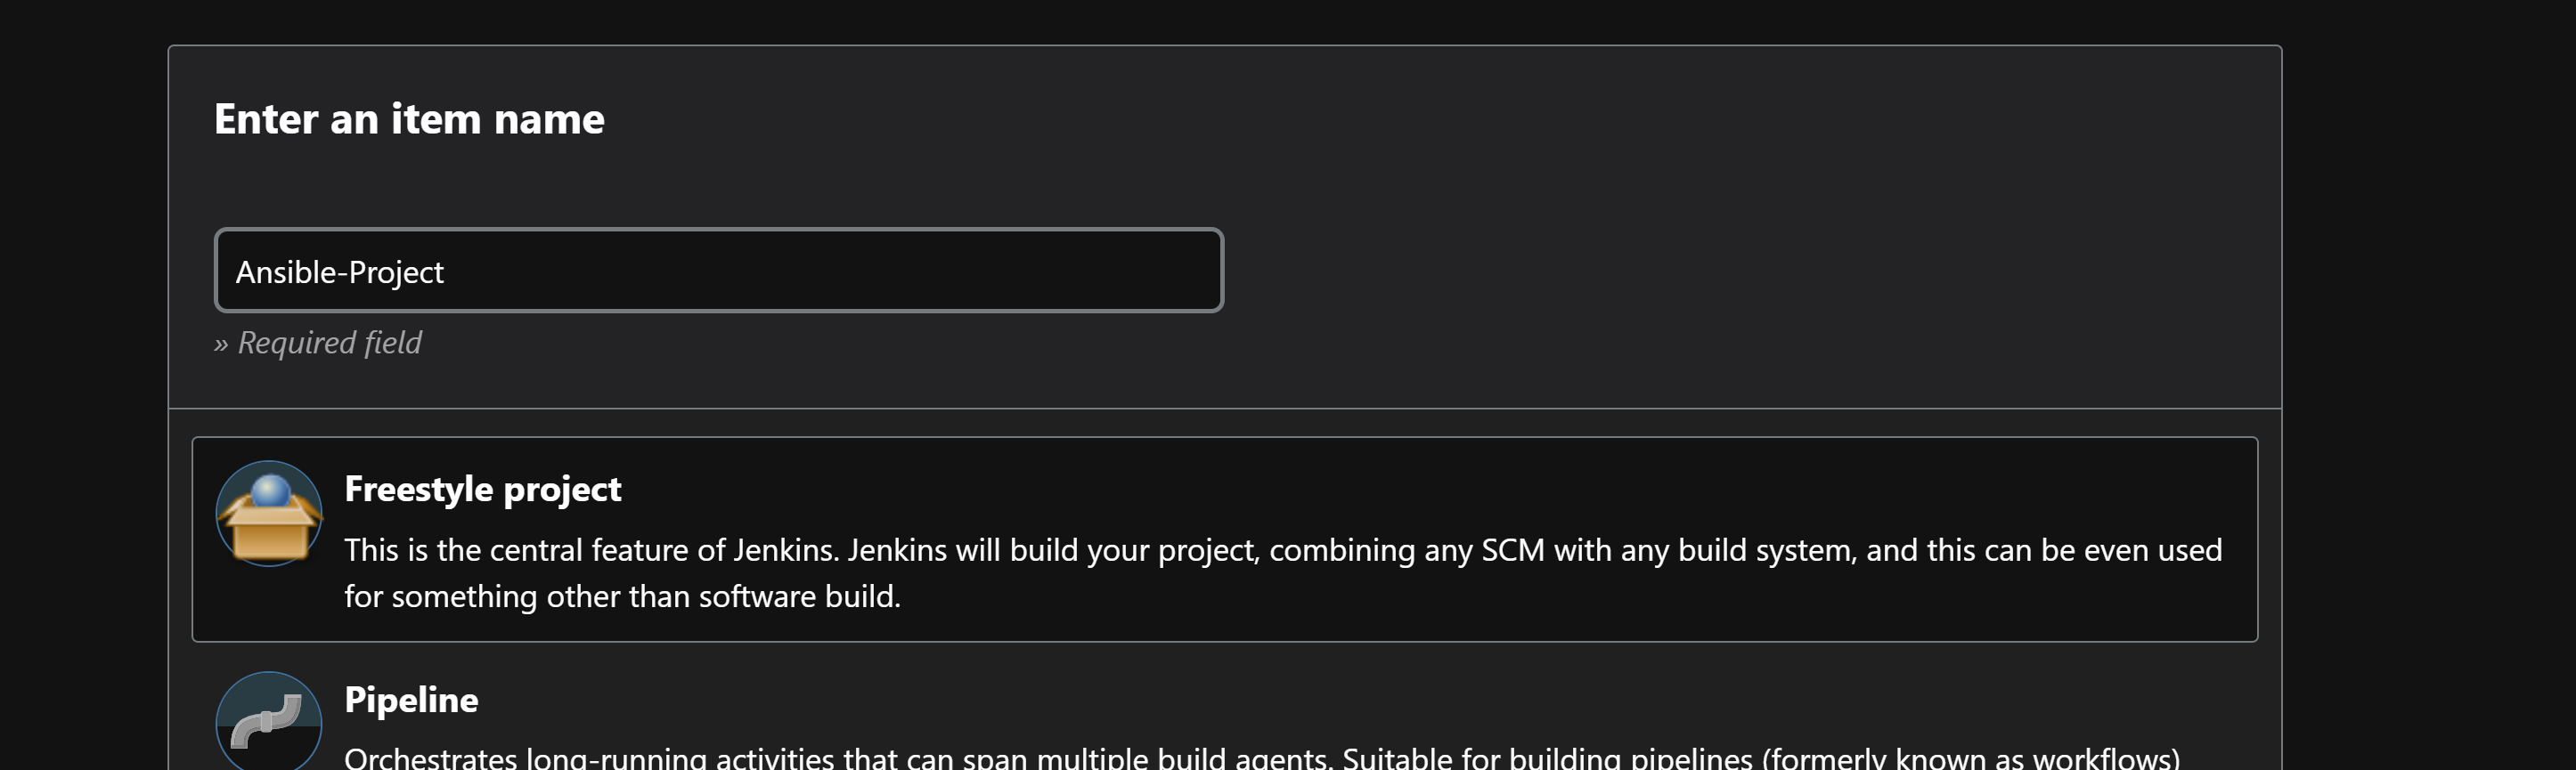 Enter an item name
Ansible-Project
» Required field
Freestyle project
This is the central feature of Jenkins. Jenkins will build your project, combining any SCM with any build system, and this can be even used
for something other than software build.
Pipeline
Orchestrates long-running activities that can span multiple build agents. Suitable for building pipelines (formerly known as workflows)